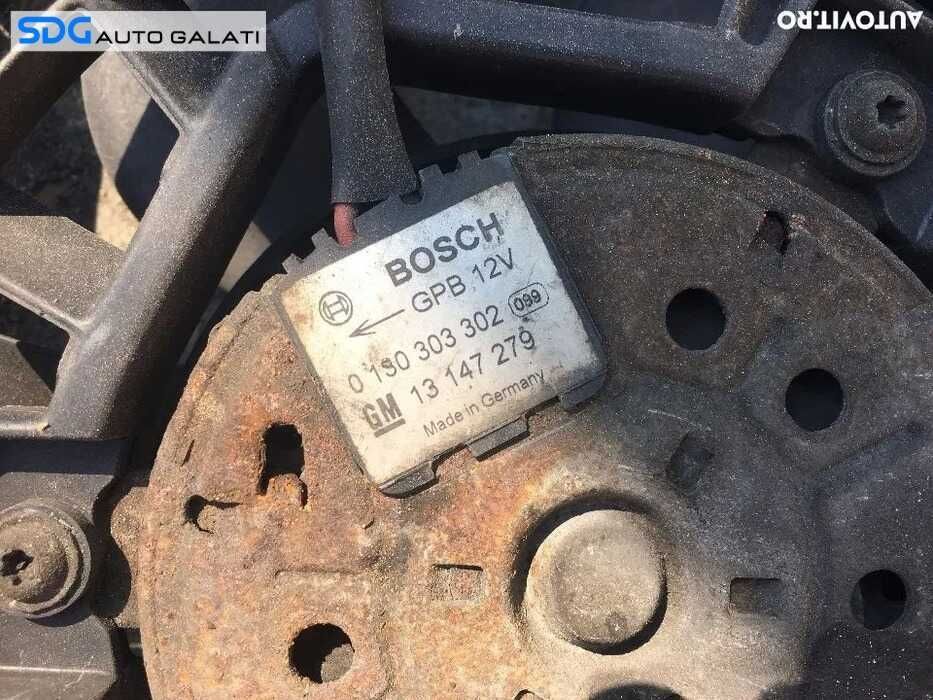 SDG AUTO GALATI
AUTOVIT.RO
BOSCH
GPB 12V
0 130 303 302 099
GM 13 147 279
Made in Germany